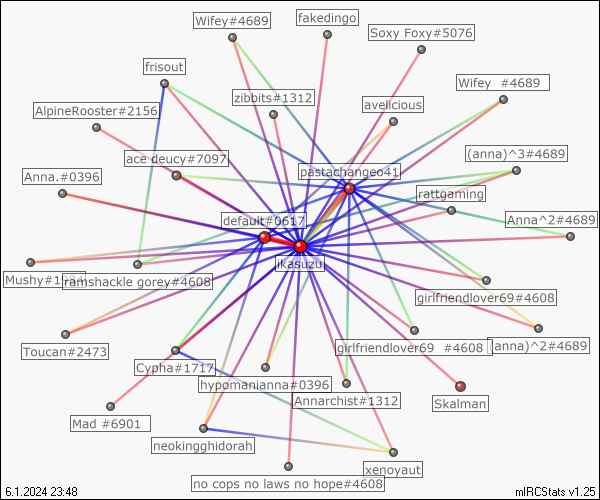 Wifey#4689
fakedingo
Soxy Foxy#5076
frisout
zibbits#1312
Wifey  #4689
AlpineRooster#2156
avelicious
ace deucy#7097
(anna)^3#4689
Anna.#0396
pastachangeo41
rattgaming
default#0617
Anna^2#4689
ikasuzu
Mushy#1
ramshackle gorey#4608
girlfriendlover69#4608
Toucan#2473
girlfriendlover69  #4608
(anna)^2#4689
Cypha#1717
hypomanianna#0396
Annarchist#1312
Skalman
Mad  #6901
neokingghidorah
xenoyaut
no cops no laws no hope#4608
6.1.2024 23:48
mIRCStats v1.25